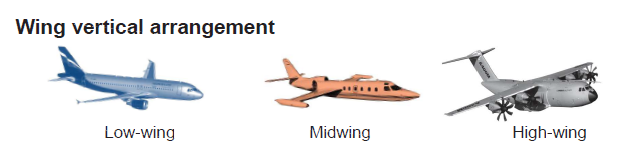 Wing vertical arrangement
Low-wing
Midwing
High-wing